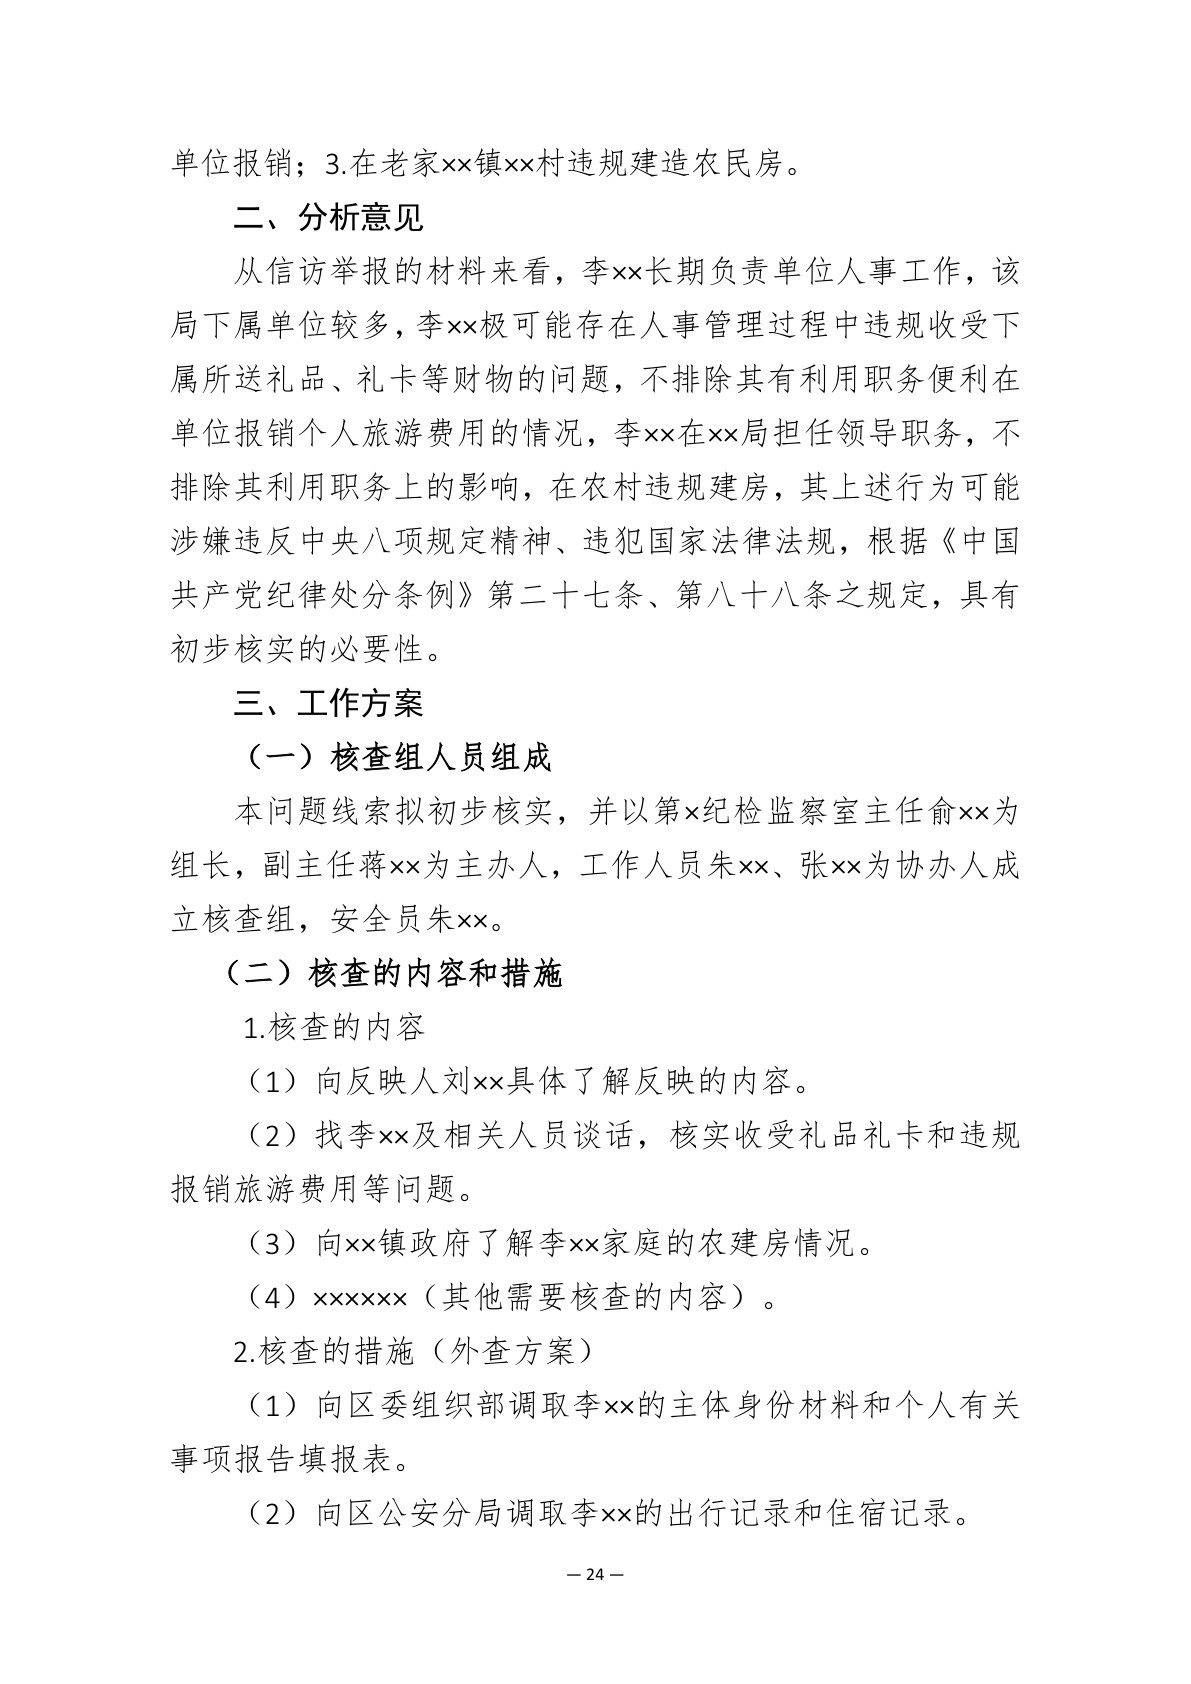 单位报销；3.在老家××镇××村违规建造农民房。
二、分析意见
从信访举报的材料来看，李××长期负责单位人事工作，该
局下属单位较多，李××极可能存在人事管理过程中违规收受下
属所送礼品、礼卡等财物的问题，不排除其有利用职务便利在
单位报销个人旅游费用的情况，李××在××局担任领导职务，不
排除其利用职务上的影响，在农村违规建房，其上述行为可能
涉嫌违反中央八项规定精神、违犯国家法律法规，根据《中国
共产党纪律处分条例》第二十七条、第八十八条之规定，具有
初步核实的必要性。
三、工作方案
（一）核查组人员组成
本问题线索拟初步核实，并以第×纪检监察室主任俞××为
组长，副主任蒋××为主办人，工作人员朱××、张××为协办人成
立核查组，安全员朱××。
（二）核查的内容和措施
1.核查的内容
（1）向反映人刘××具体了解反映的内容。
（2）找李××及相关人员谈话，核实收受礼品礼卡和违规
报销旅游费用等问题。
（3）向××镇政府了解李××家庭的农建房情况。
（4）××××××（其他需要核查的内容）。
2.核查的措施（外查方案）
（1）向区委组织部调取李××的主体身份材料和个人有关
事项报告填报表。
（2）向区公安分局调取李××的出行记录和住宿记录。
— 24 —